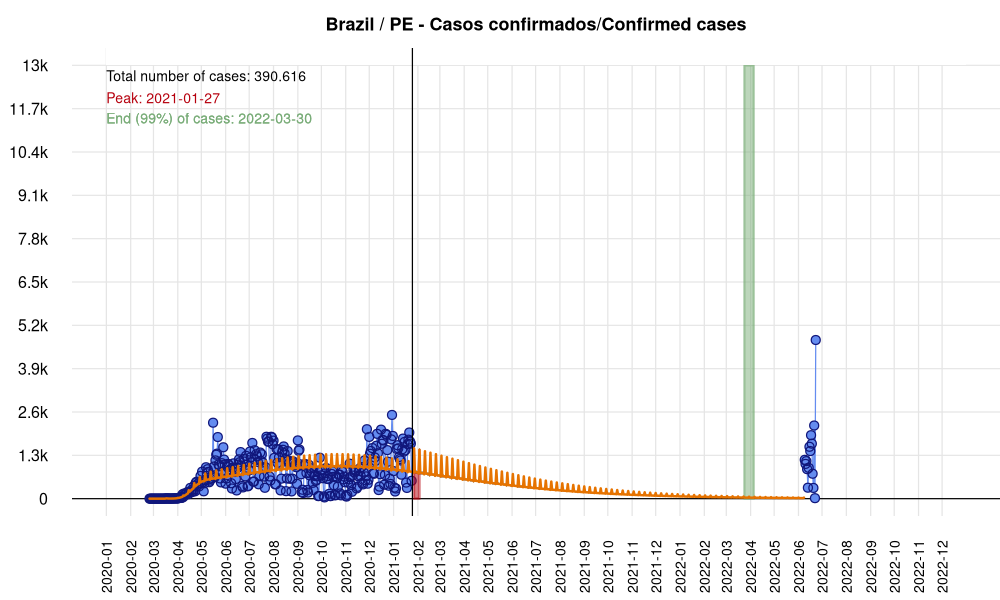 Brazil / PE - Casos confirmados/Confirmed cases
13k
Total number of cases: 390.616
Peak: 2021-01-27
11.7k
End (99%) of cases: 2022-03-30
10.4k
9.1k
7.8k
6.5k
5.2k
3.9k
2.6k
1.3k
0
2020-01
2020-02
2020-03
2020-04
2020-05
2020-06
2020-07
2020-08
2020-09
2020-10
2020-11
2020-12
2021-01
2021-02
2021-03
2021-04
2021-05
2021-06
2021-07
2021-08
2021-09
2021-10
2021-11
2021-12
2022-02
2022-03
2022-04
2022-05
2022-06
2022-07
2022-08
2022-09
2022-10
2022-11
2022-12